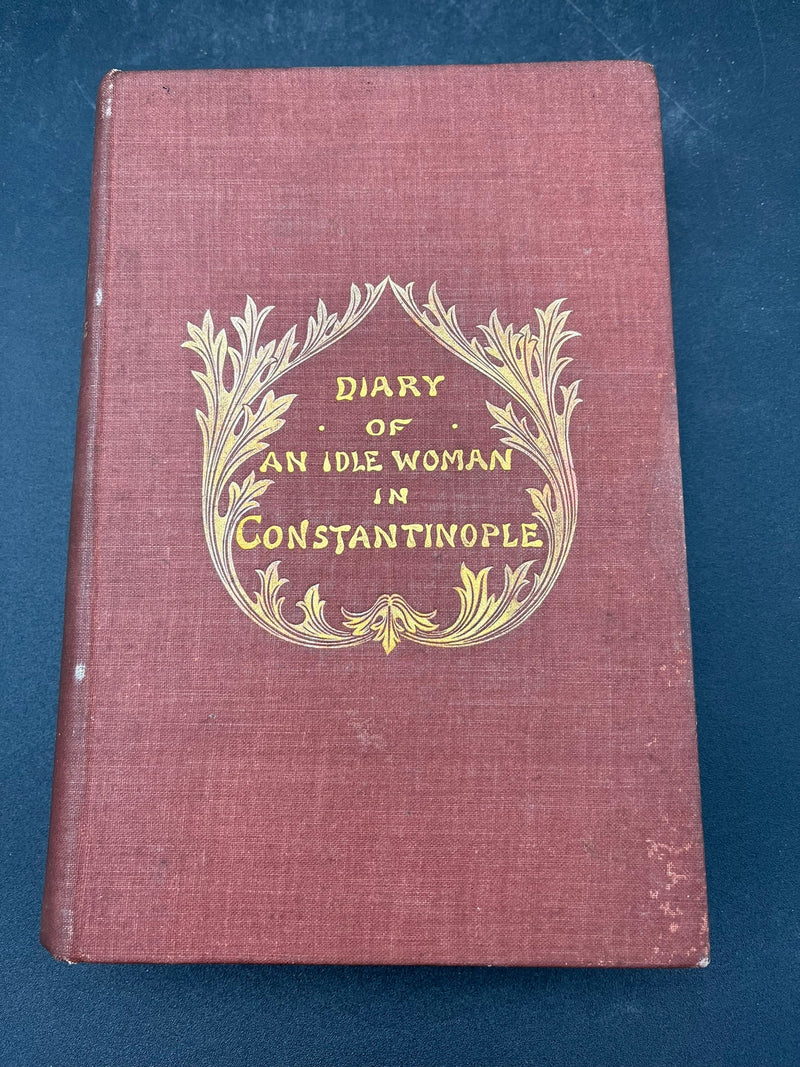 DIARY
· OF ·
AN IDLE WOMAN
IN
CONSTANTINOPLE